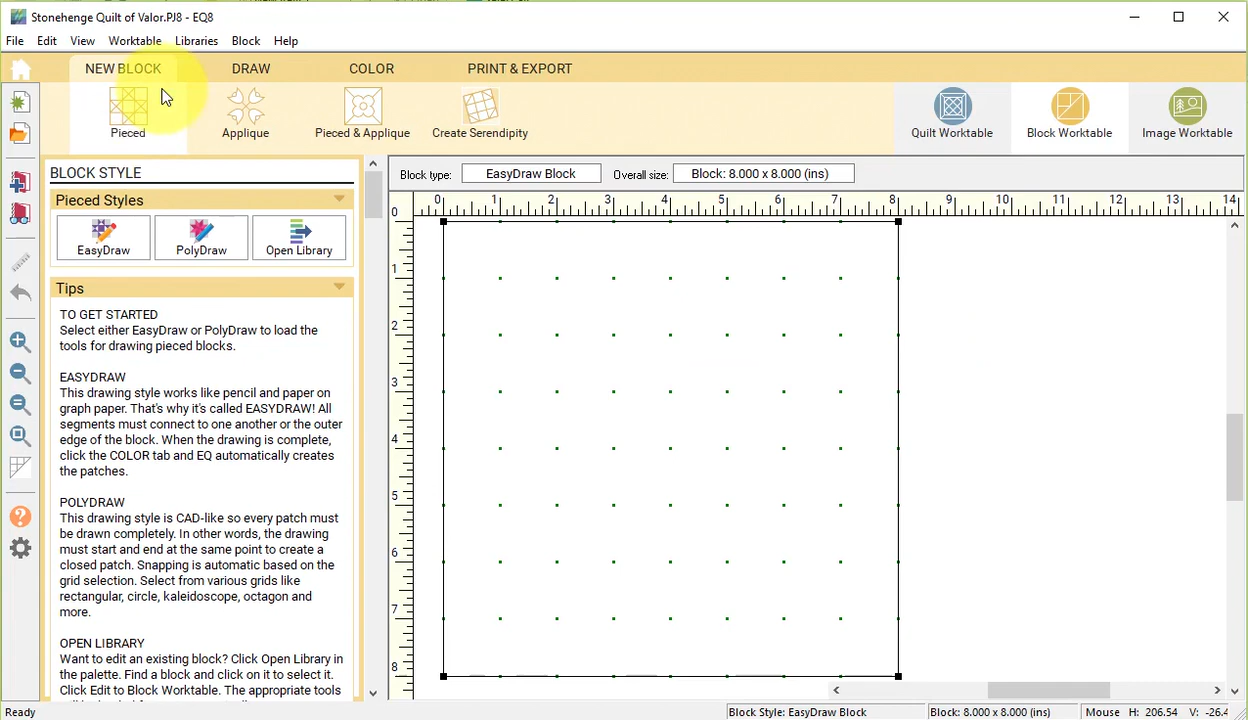 Stonehenge Quilt of Valor.PJ8 - EQ8
File Edit View Worktable Libraries Block Help
NEW BLOCK DRAW COLOR PRINT & EXPORT
Pieced Applique Pieced & Applique Create Serendipity Quilt Worktable Block Worktable Image Worktable
BLOCK STYLE
Block type: EasyDraw Block Overall size: Block: 8.000 x 8.000 (ins)
Pieced Styles
0 1 2 3 4 5 6 7 8 9 10 11 12 13 14
EasyDraw PolyDraw Open Library
Tips
TO GET STARTED
Select either EasyDraw or PolyDraw to load the
tools for drawing pieced blocks.
EASYDRAW
This drawing style works like pencil and paper on
graph paper. That's why it's called EASYDRAW! All
segments must connect to one another or the outer
edge of the block. When the drawing is complete,
click the COLOR tab and EQ automatically creates
the patches.
POLYDRAW
This drawing style is CAD-like so every patch must
be drawn completely. In other words, the drawing
must start and end at the same point to create a
closed patch. Snapping is automatic based on the
grid selection. Select from various grids like
rectangular, circle, kaleidoscope, octagon and
more.
OPEN LIBRARY
Want to edit an existing block? Click Open Library in
the palette. Find a block and click on it to select it.
Click Edit to Block Worktable. The appropriate tools
0
1
2
3
4
5
6
7
8
Ready Block Style: EasyDraw Block Block: 8.000 x 8.000 (ins) Mouse H: 206.54 V: -26.4